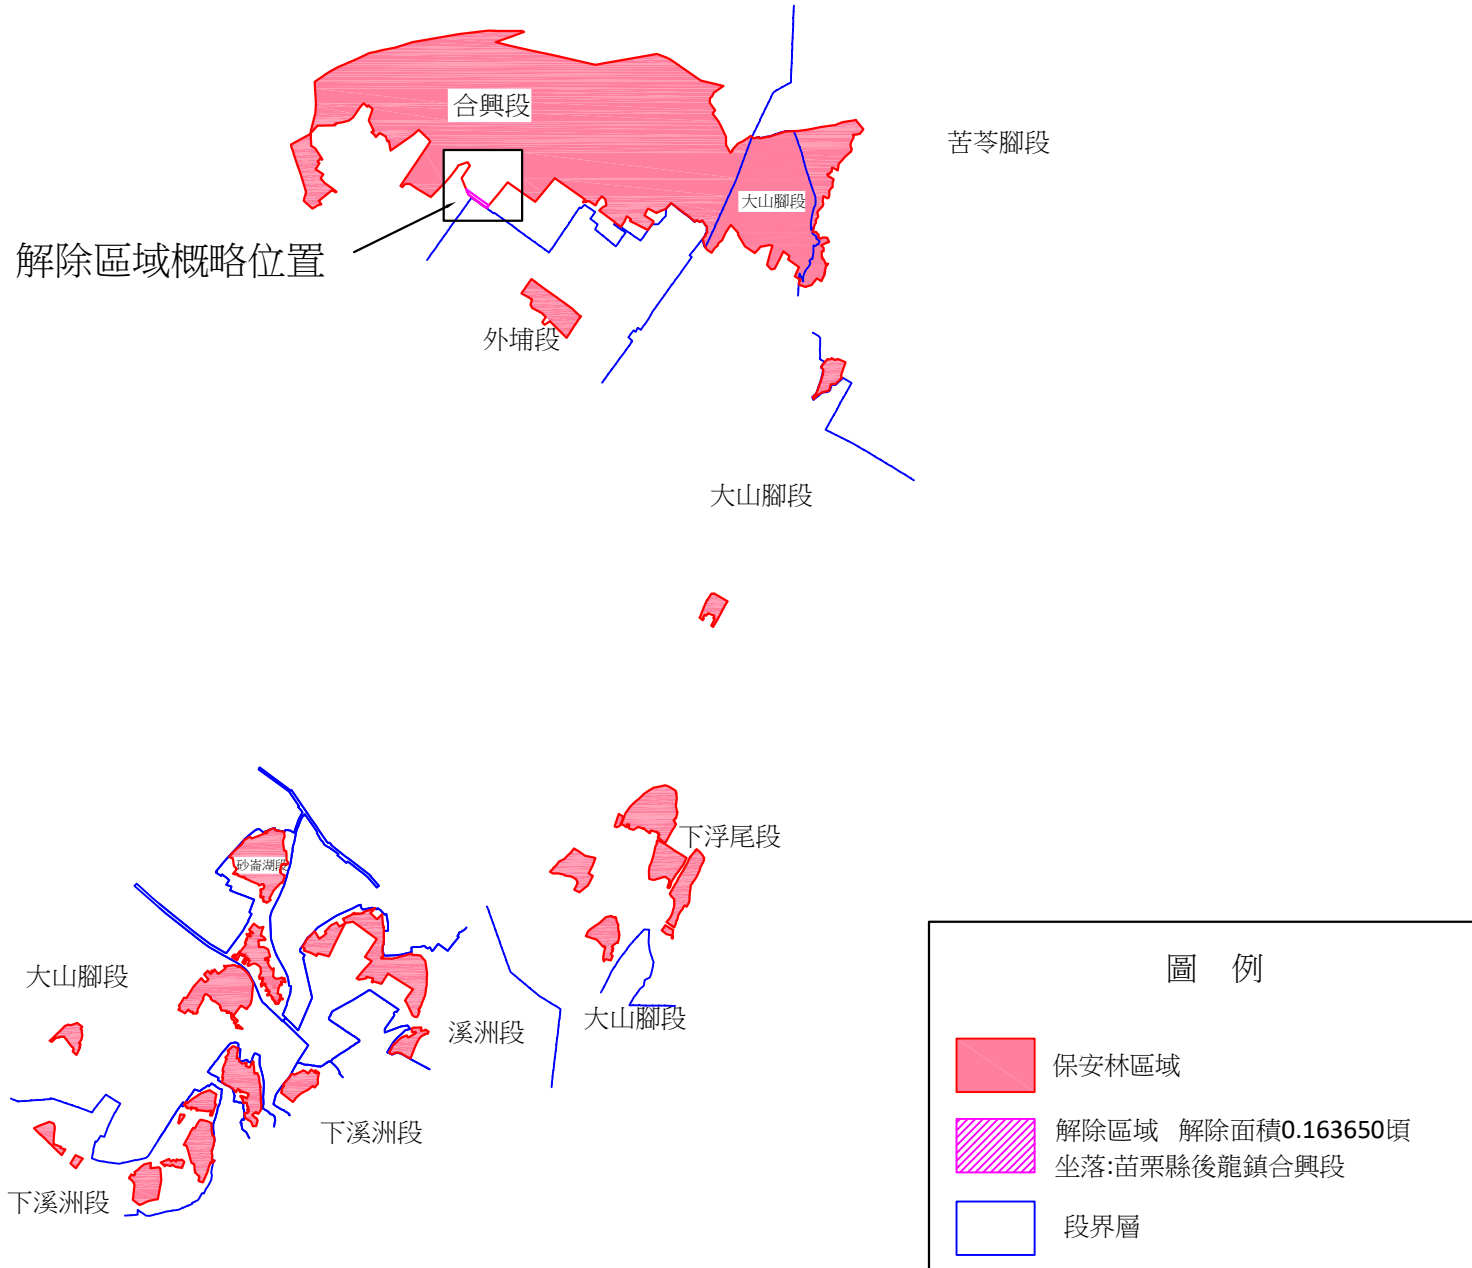 合興段
苦苓腳段
大山腳段
解除區域概略位置
外埔段
大山腳段
下浮尾段
砂崙湖段
大山腳段
大山腳段
溪洲段
下溪洲段
下溪洲段
圖 例
保安林區域
解除區域 解除面積0.163650頃
坐落:苗栗縣後龍鎮合興段
段界層